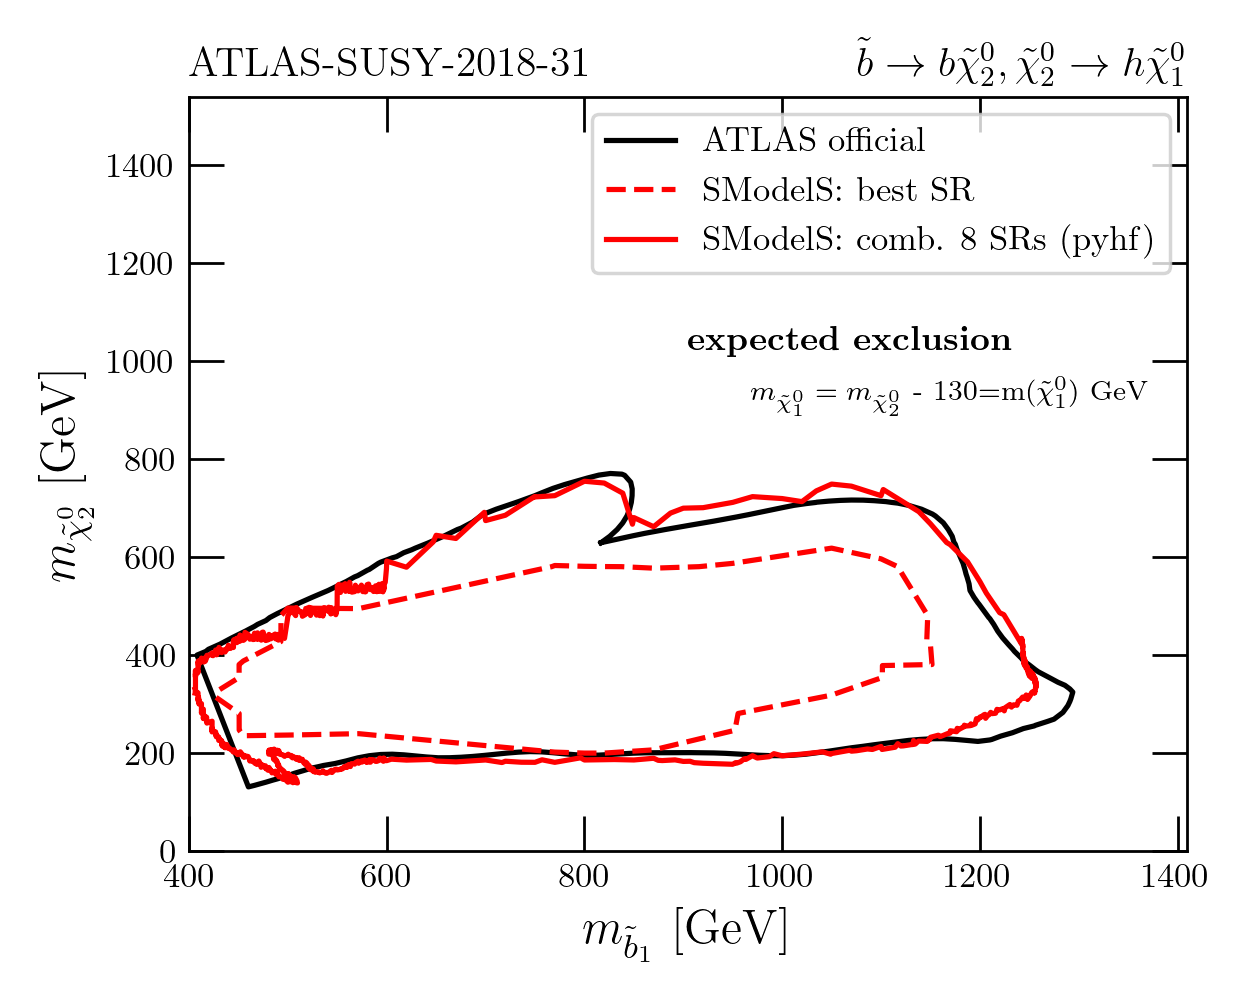 ATLAS-SUSY-2018-31
b̃ → bχ̃⁰₂, χ̃⁰₂ → hχ̃⁰₁
ATLAS official
SModelS: best SR
SModelS: comb. 8 SRs (pyhf)
expected exclusion
m_χ̃⁰₁ = m_χ̃⁰₂ - 130=m(χ̃⁰₁) GeV
m_χ̃⁰₂ [GeV]
1400
1200
1000
800
600
400
200
0
400 600 800 1000 1200 1400
m_b̃₁ [GeV]